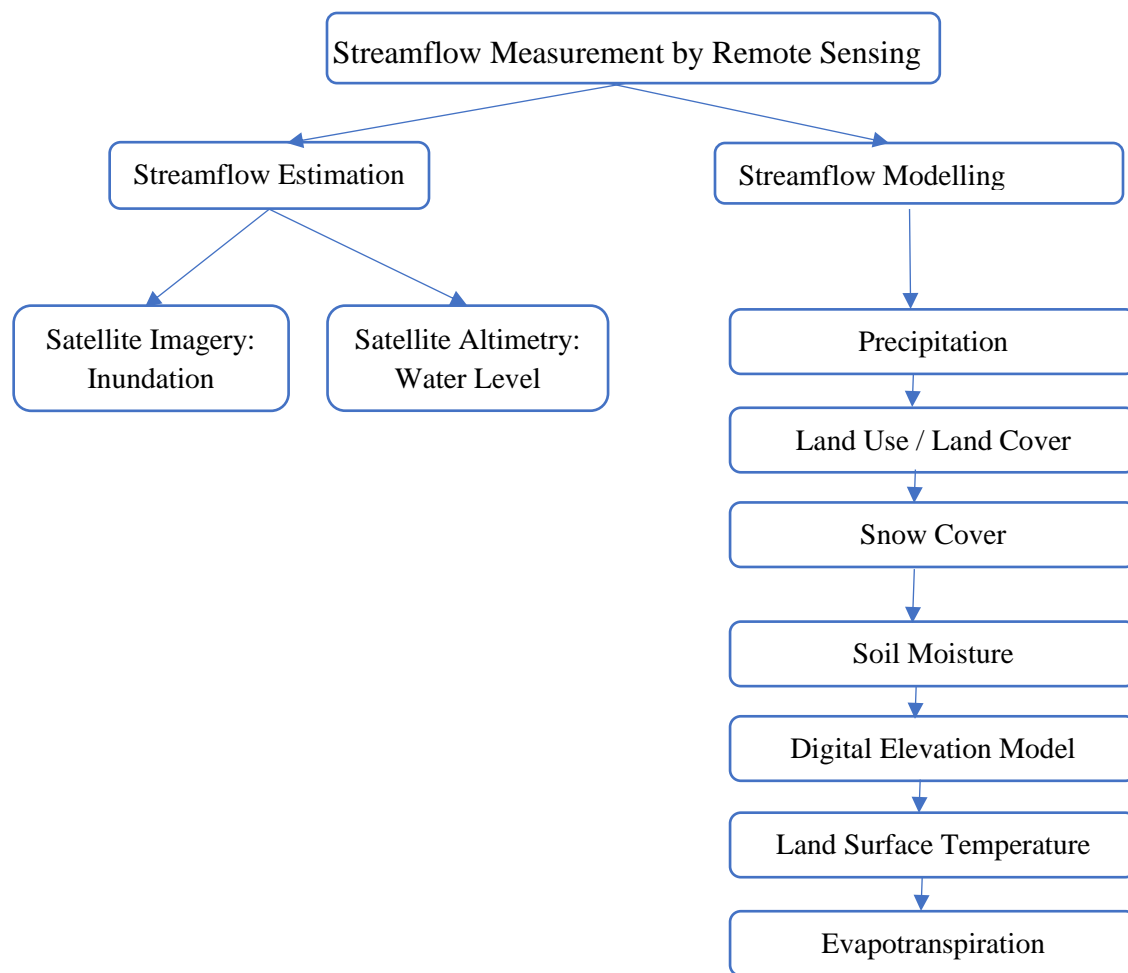 Streamflow Measurement by Remote Sensing
Streamflow Estimation
Streamflow Modelling
Satellite Imagery:
Inundation
Satellite Altimetry:
Water Level
Precipitation
Land Use / Land Cover
Snow Cover
Soil Moisture
Digital Elevation Model
Land Surface Temperature
Evapotranspiration